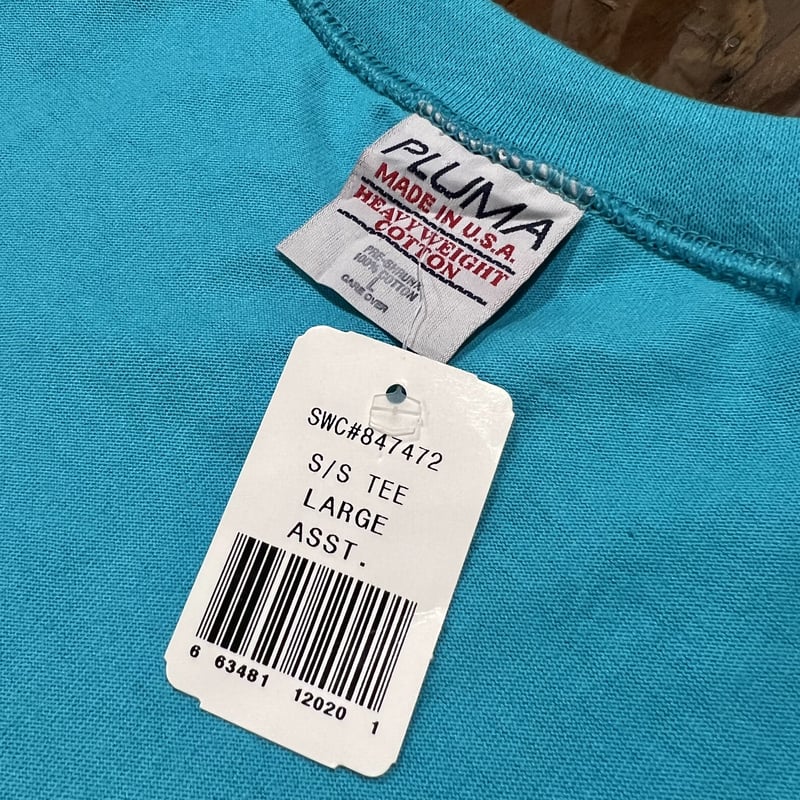 PLUMA
MADE IN U.S.A.
HEAVYWEIGHT
COTTON
PRE-SHRUNK
100% COTTON
L
CARE OVER
SWC#847472
S/S TEE
LARGE
ASST.
6 63481 12020 1